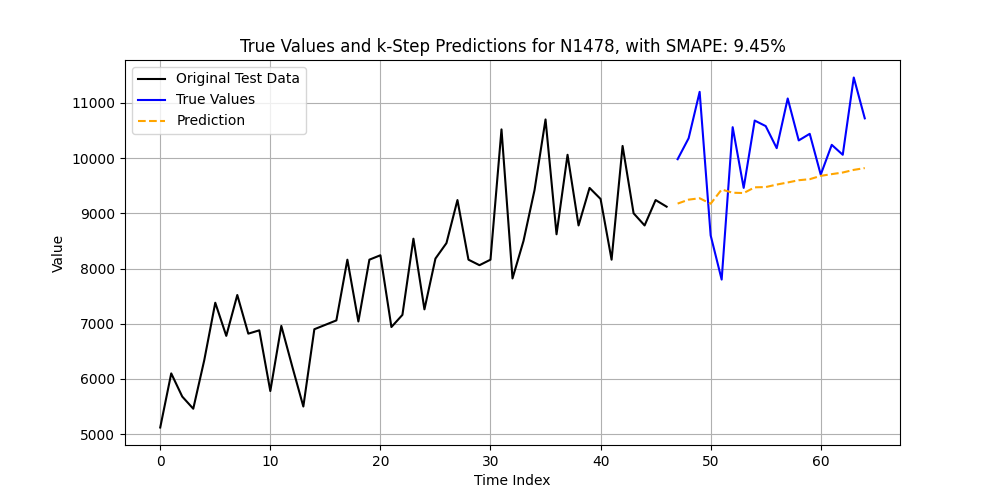 True Values and k-Step Predictions for N1478, with SMAPE: 9.45%
Original Test Data
True Values
Prediction
11000
10000
9000
8000
7000
6000
5000
Value
0 10 20 30 40 50 60
Time Index